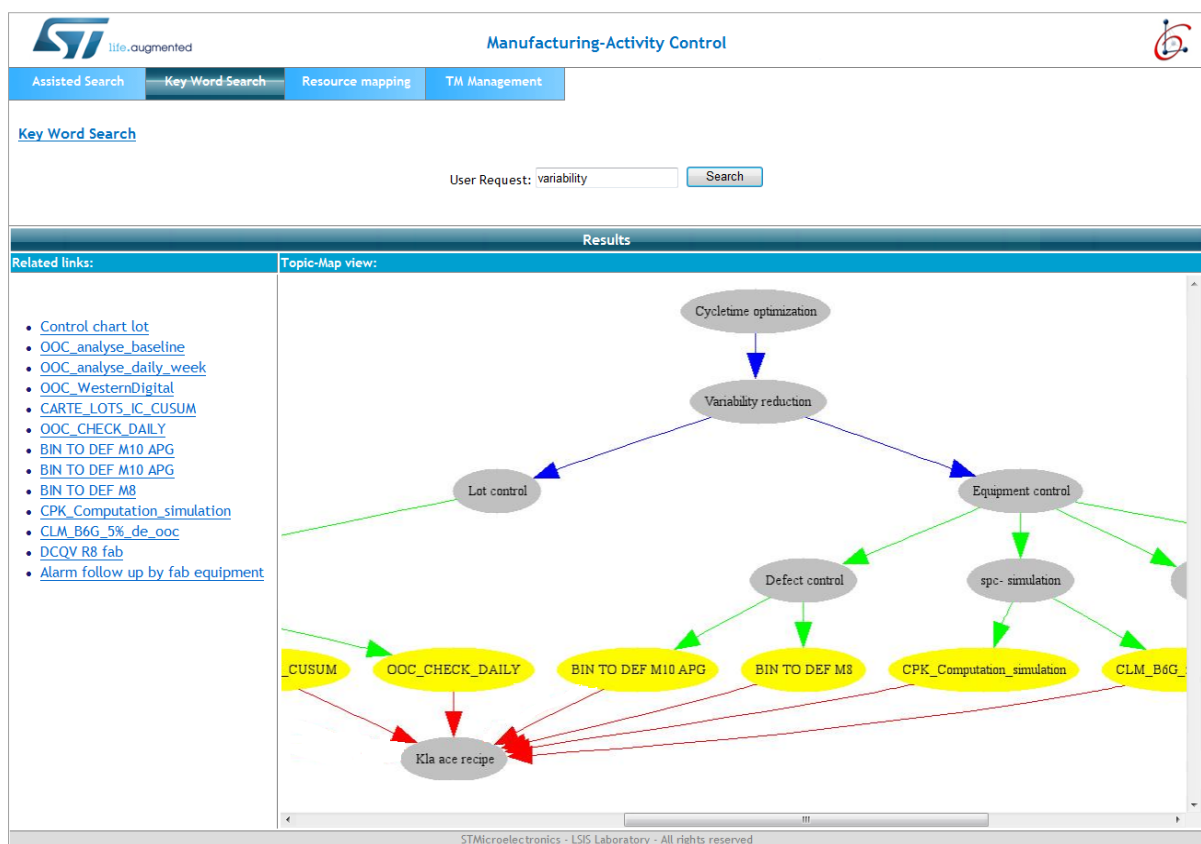 ST life.augmented
Manufacturing-Activity Control
Assisted Search
Key Word Search
Resource mapping
TM Management
Key Word Search
User Request: variability
Search
Results
Related links:
Topic-Map view:
Control chart lot
OOC_analyse_baseline
OOC_analyse_daily_week
OOC_WesternDigital
CARTE_LOTS_IC_CUSUM
OOC_CHECK_DAILY
BIN TO DEF M10 APG
BIN TO DEF M10 APG
BIN TO DEF M8
CPK_Computation_simulation
CLM_B6G_5%_de_ooc
DCQV R8 fab
Alarm follow up by fab equipment
Cycletime optimization
Variability reduction
Lot control
Equipment control
Defect control
spc- simulation
_CUSUM
OOC_CHECK_DAILY
BIN TO DEF M10 APG
BIN TO DEF M8
CPK_Computation_simulation
CLM_B6G_
Kla ace recipe
STMicroelectronics - LSIS Laboratory - All rights reserved